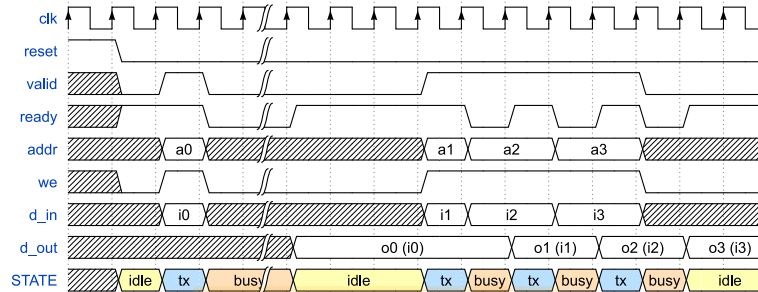 clk
reset
valid
ready
addr a0 a1 a2 a3
we
d_in i0 i1 i2 i3
d_out o0 (i0) o1 (i1) o2 (i2) o3 (i3)
STATE idle tx busy idle tx busy tx busy tx busy idle